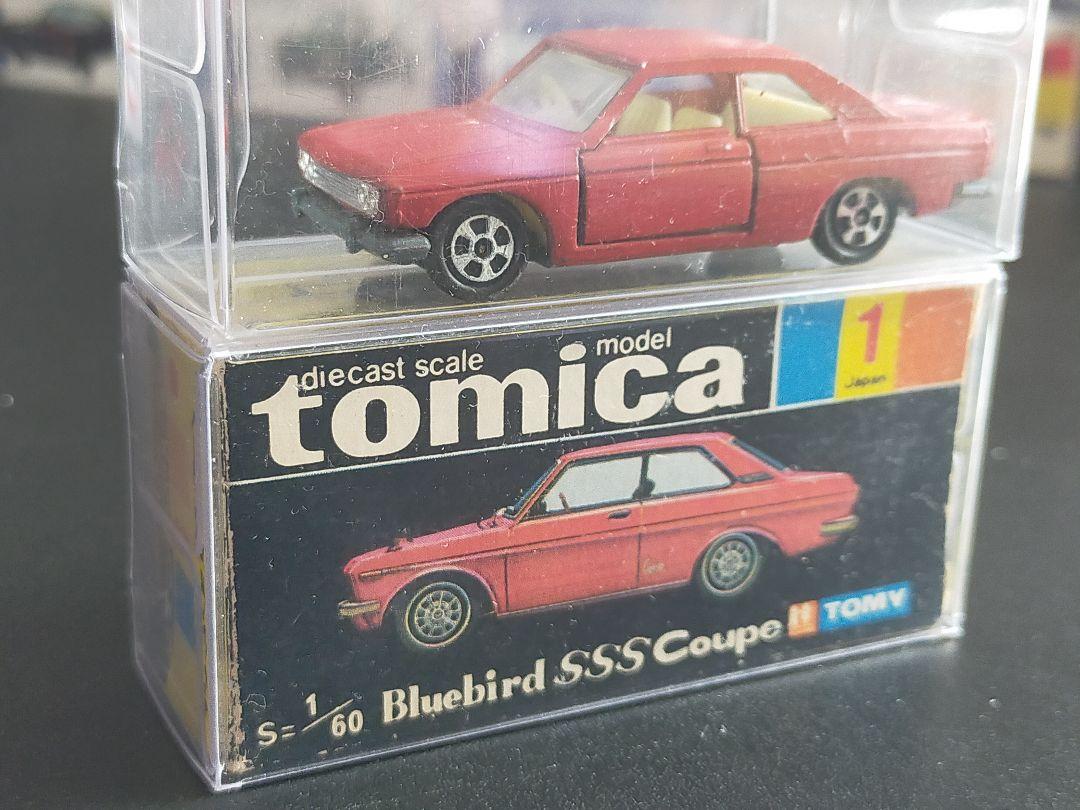 diecast scale model
tomica
1
Japan
S=1/60 Bluebird SSS Coupe TOMY